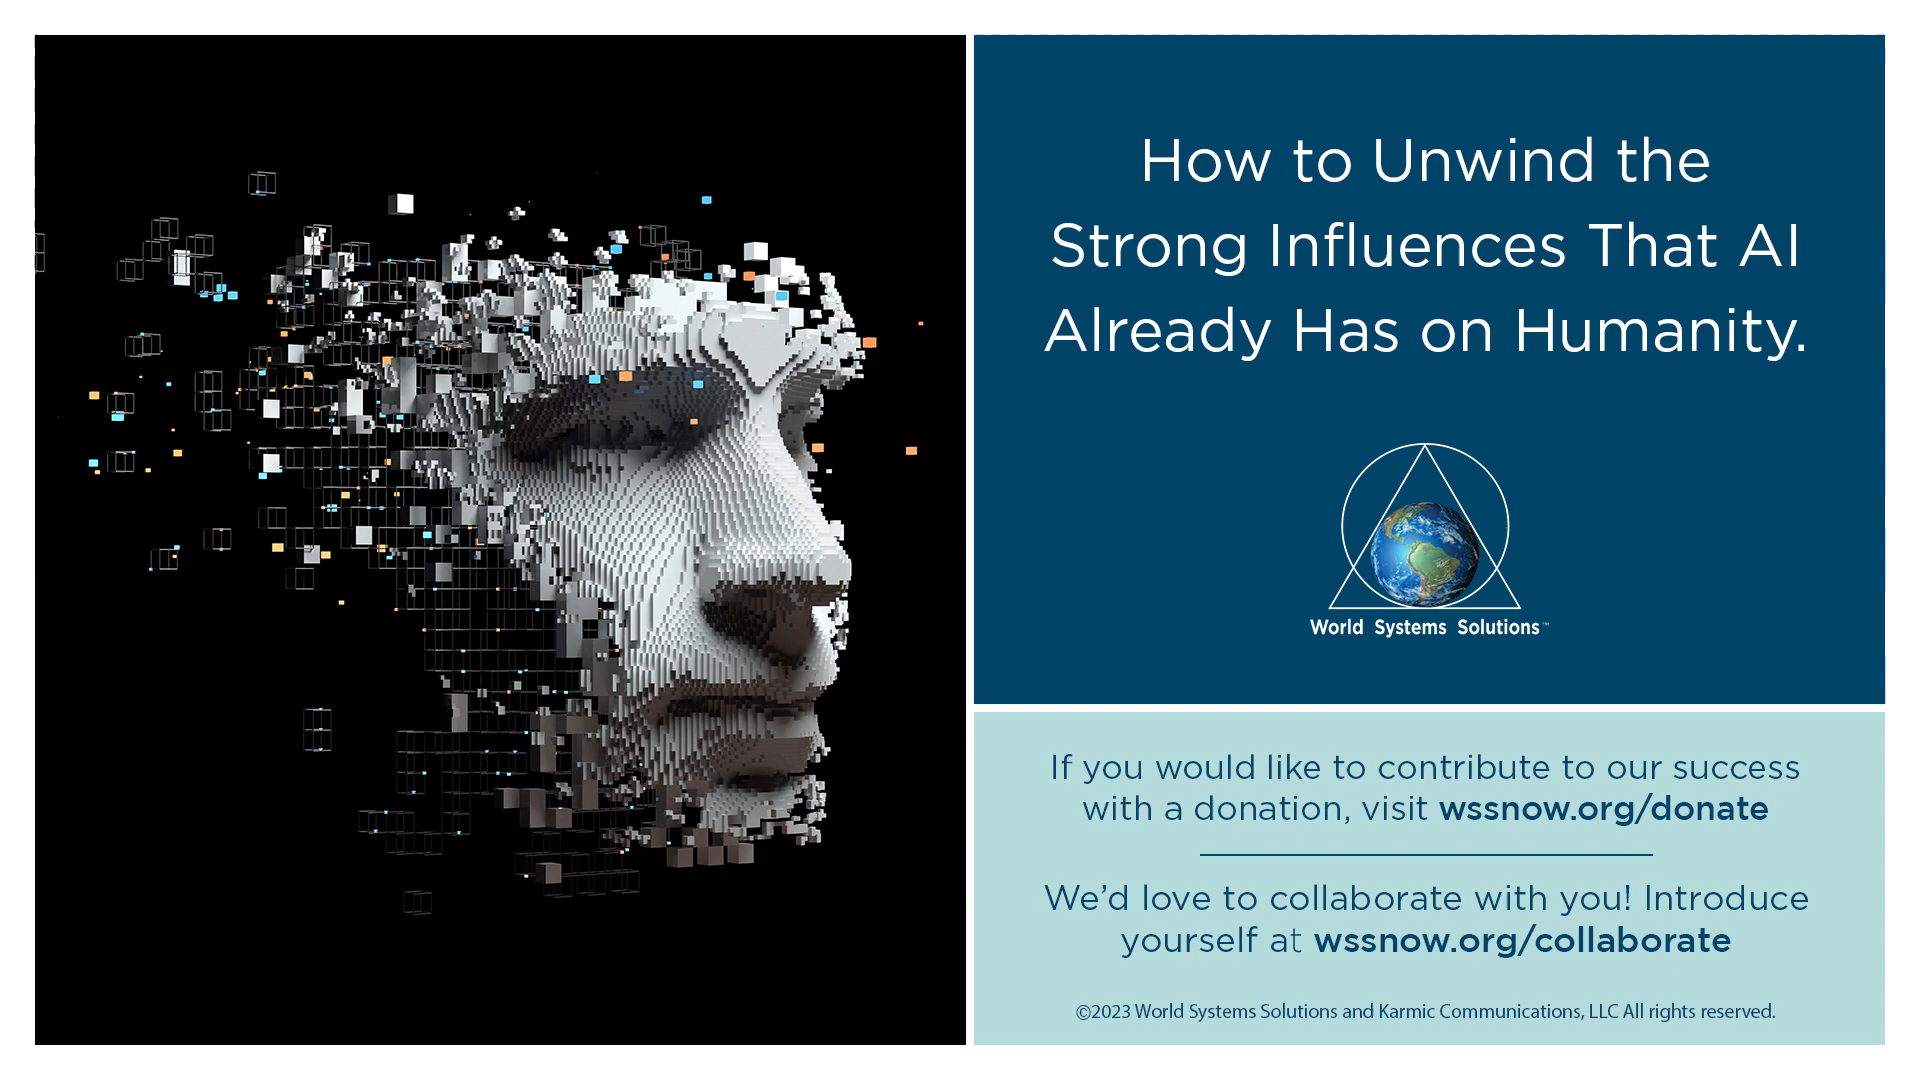 How to Unwind the
Strong Influences That AI
Already Has on Humanity.
World Systems Solutions™
If you would like to contribute to our success
with a donation, visit wssnow.org/donate
We’d love to collaborate with you! Introduce
yourself at wssnow.org/collaborate
©2023 World Systems Solutions and Karmic Communications, LLC All rights reserved.